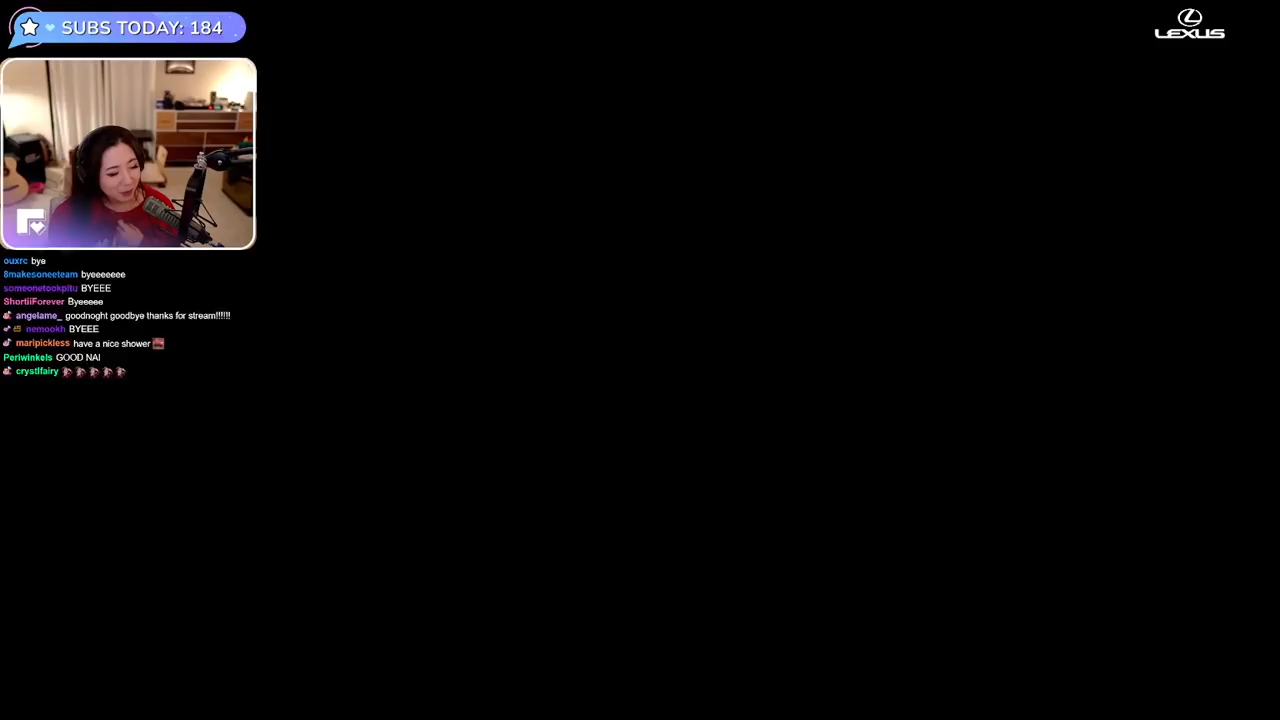 SUBS TODAY: 184
LEXUS
ouxrc bye
8makesoneeteam byeeeeeee
someonetookpitu BYEEE
ShortiiForever Byeeeee
angelame_ goodnoght goodbye thanks for stream!!!!!!
nemookh BYEEE
maripickless have a nice shower
Periwinkels GOOD NAI
crystlfairy